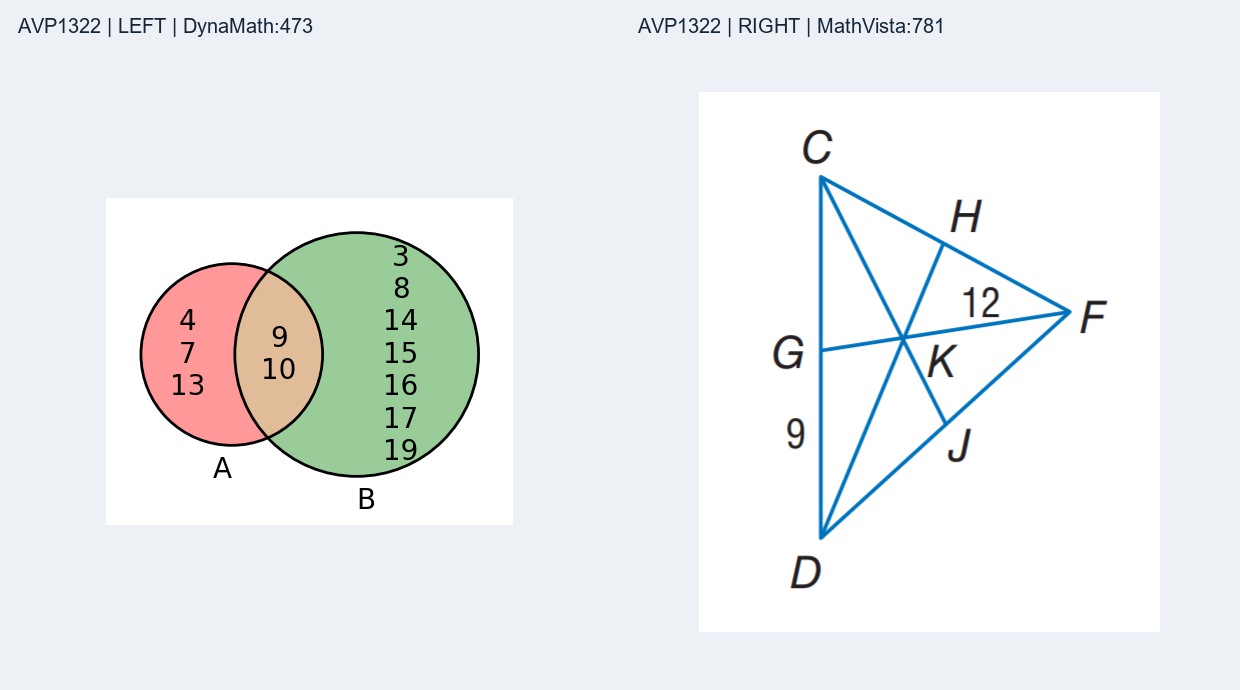 AVP1322 | LEFT | DynaMath:473
4
7
13
9
10
3
8
14
15
16
17
19
A
B
AVP1322 | RIGHT | MathVista:781
C
H
12
F
G
K
9
J
D